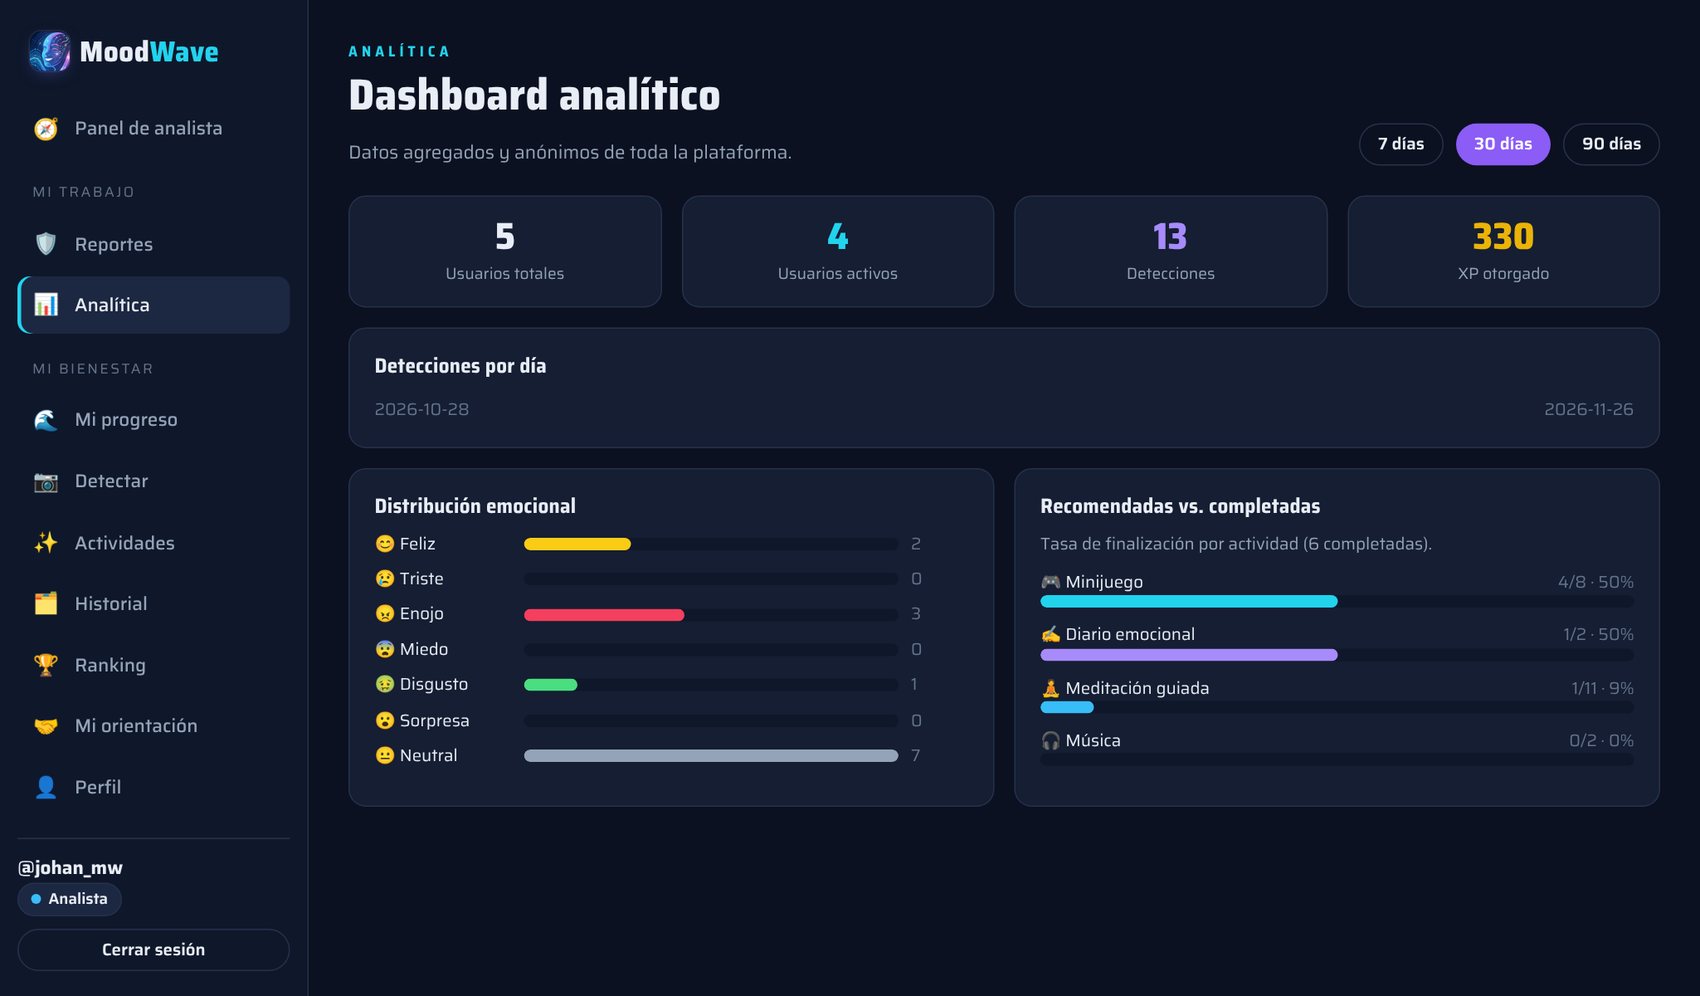 MoodWave
Panel de analista
MI TRABAJO
Reportes
Analítica
MI BIENESTAR
Mi progreso
Detectar
Actividades
Historial
Ranking
Mi orientación
Perfil
@johan_mw
Analista
Cerrar sesión
ANALÍTICA
Dashboard analítico
Datos agregados y anónimos de toda la plataforma.
7 días
30 días
90 días
5
Usuarios totales
4
Usuarios activos
13
Detecciones
330
XP otorgado
Detecciones por día
2026-10-28
2026-11-26
Distribución emocional
Feliz 2
Triste 0
Enojo 3
Miedo 0
Disgusto 1
Sorpresa 0
Neutral 7
Recomendadas vs. completadas
Tasa de finalización por actividad (6 completadas).
Minijuego 4/8 · 50%
Diario emocional 1/2 · 50%
Meditación guiada 1/11 · 9%
Música 0/2 · 0%